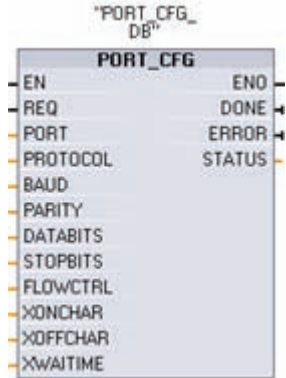 "PORT_CFG_
DB"
PORT_CFG
EN ENO
REQ DONE
PORT ERROR
PROTOCOL STATUS
BAUD
PARITY
DATABITS
STOPBITS
FLOWCTRL
XONCHAR
XOFFCHAR
XWAITIME